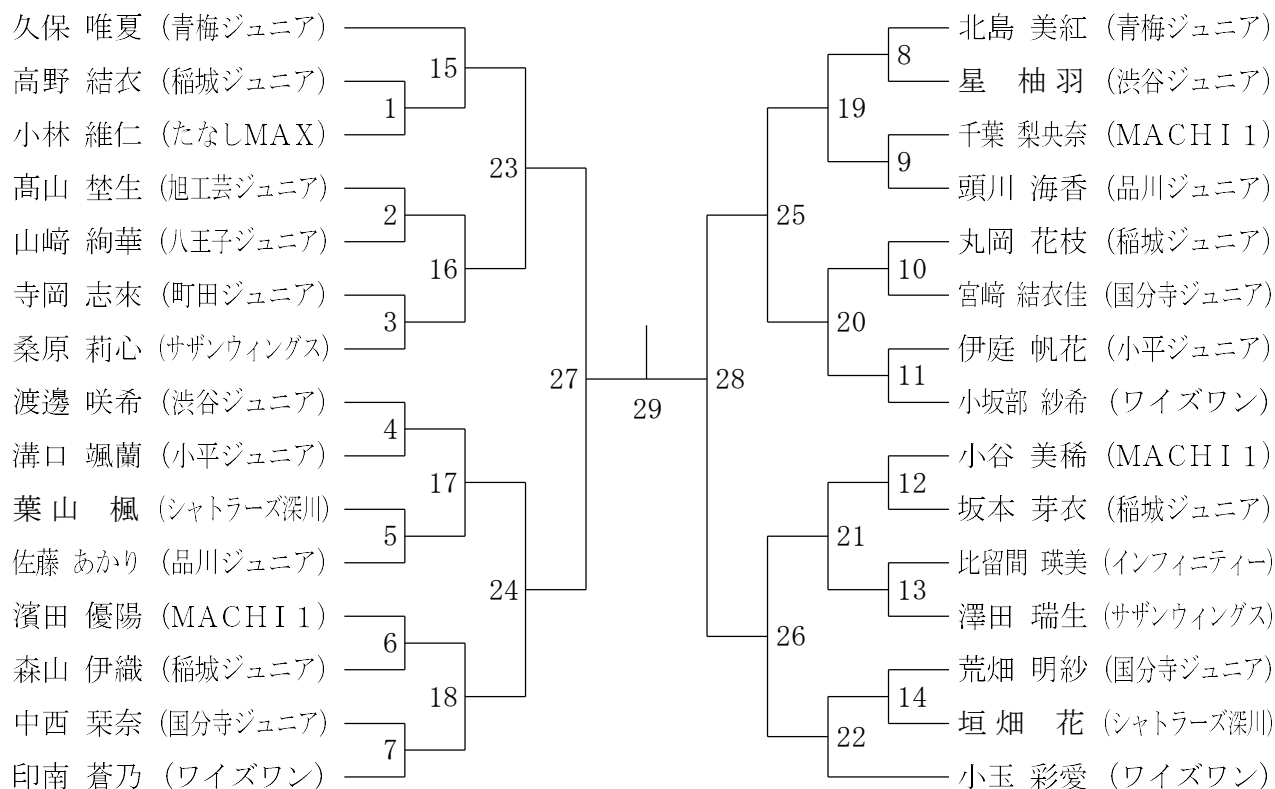 久保 唯夏 (青梅ジュニア)
高野 結衣 (稲城ジュニア)
小林 維仁 (たなしＭＡＸ)
髙山 埜生 (旭工芸ジュニア)
山﨑 絢華 (八王子ジュニア)
寺岡 志來 (町田ジュニア)
桑原 莉心 (サザンウィングス)
渡邊 咲希 (渋谷ジュニア)
溝口 颯蘭 (小平ジュニア)
葉山 楓 (シャトラーズ深川)
佐藤 あかり (品川ジュニア)
濱田 優陽 (ＭＡＣＨＩ１)
森山 伊織 (稲城ジュニア)
中西 栞奈 (国分寺ジュニア)
印南 蒼乃 (ワイズワン)
1
2
3
4
5
6
7
15
16
17
18
23
24
27
29
28
25
26
19
20
21
22
8
9
10
11
12
13
14
北島 美紅 (青梅ジュニア)
星 柚羽 (渋谷ジュニア)
千葉 梨央奈 (ＭＡＣＨＩ１)
頭川 海香 (品川ジュニア)
丸岡 花枝 (稲城ジュニア)
宮﨑 結衣佳 (国分寺ジュニア)
伊庭 帆花 (小平ジュニア)
小坂部 紗希 (ワイズワン)
小谷 美稀 (ＭＡＣＨＩ１)
坂本 芽衣 (稲城ジュニア)
比留間 瑛美 (インフィニティー)
澤田 瑞生 (サザンウィングス)
荒畑 明紗 (国分寺ジュニア)
垣畑 花 (シャトラーズ深川)
小玉 彩愛 (ワイズワン)